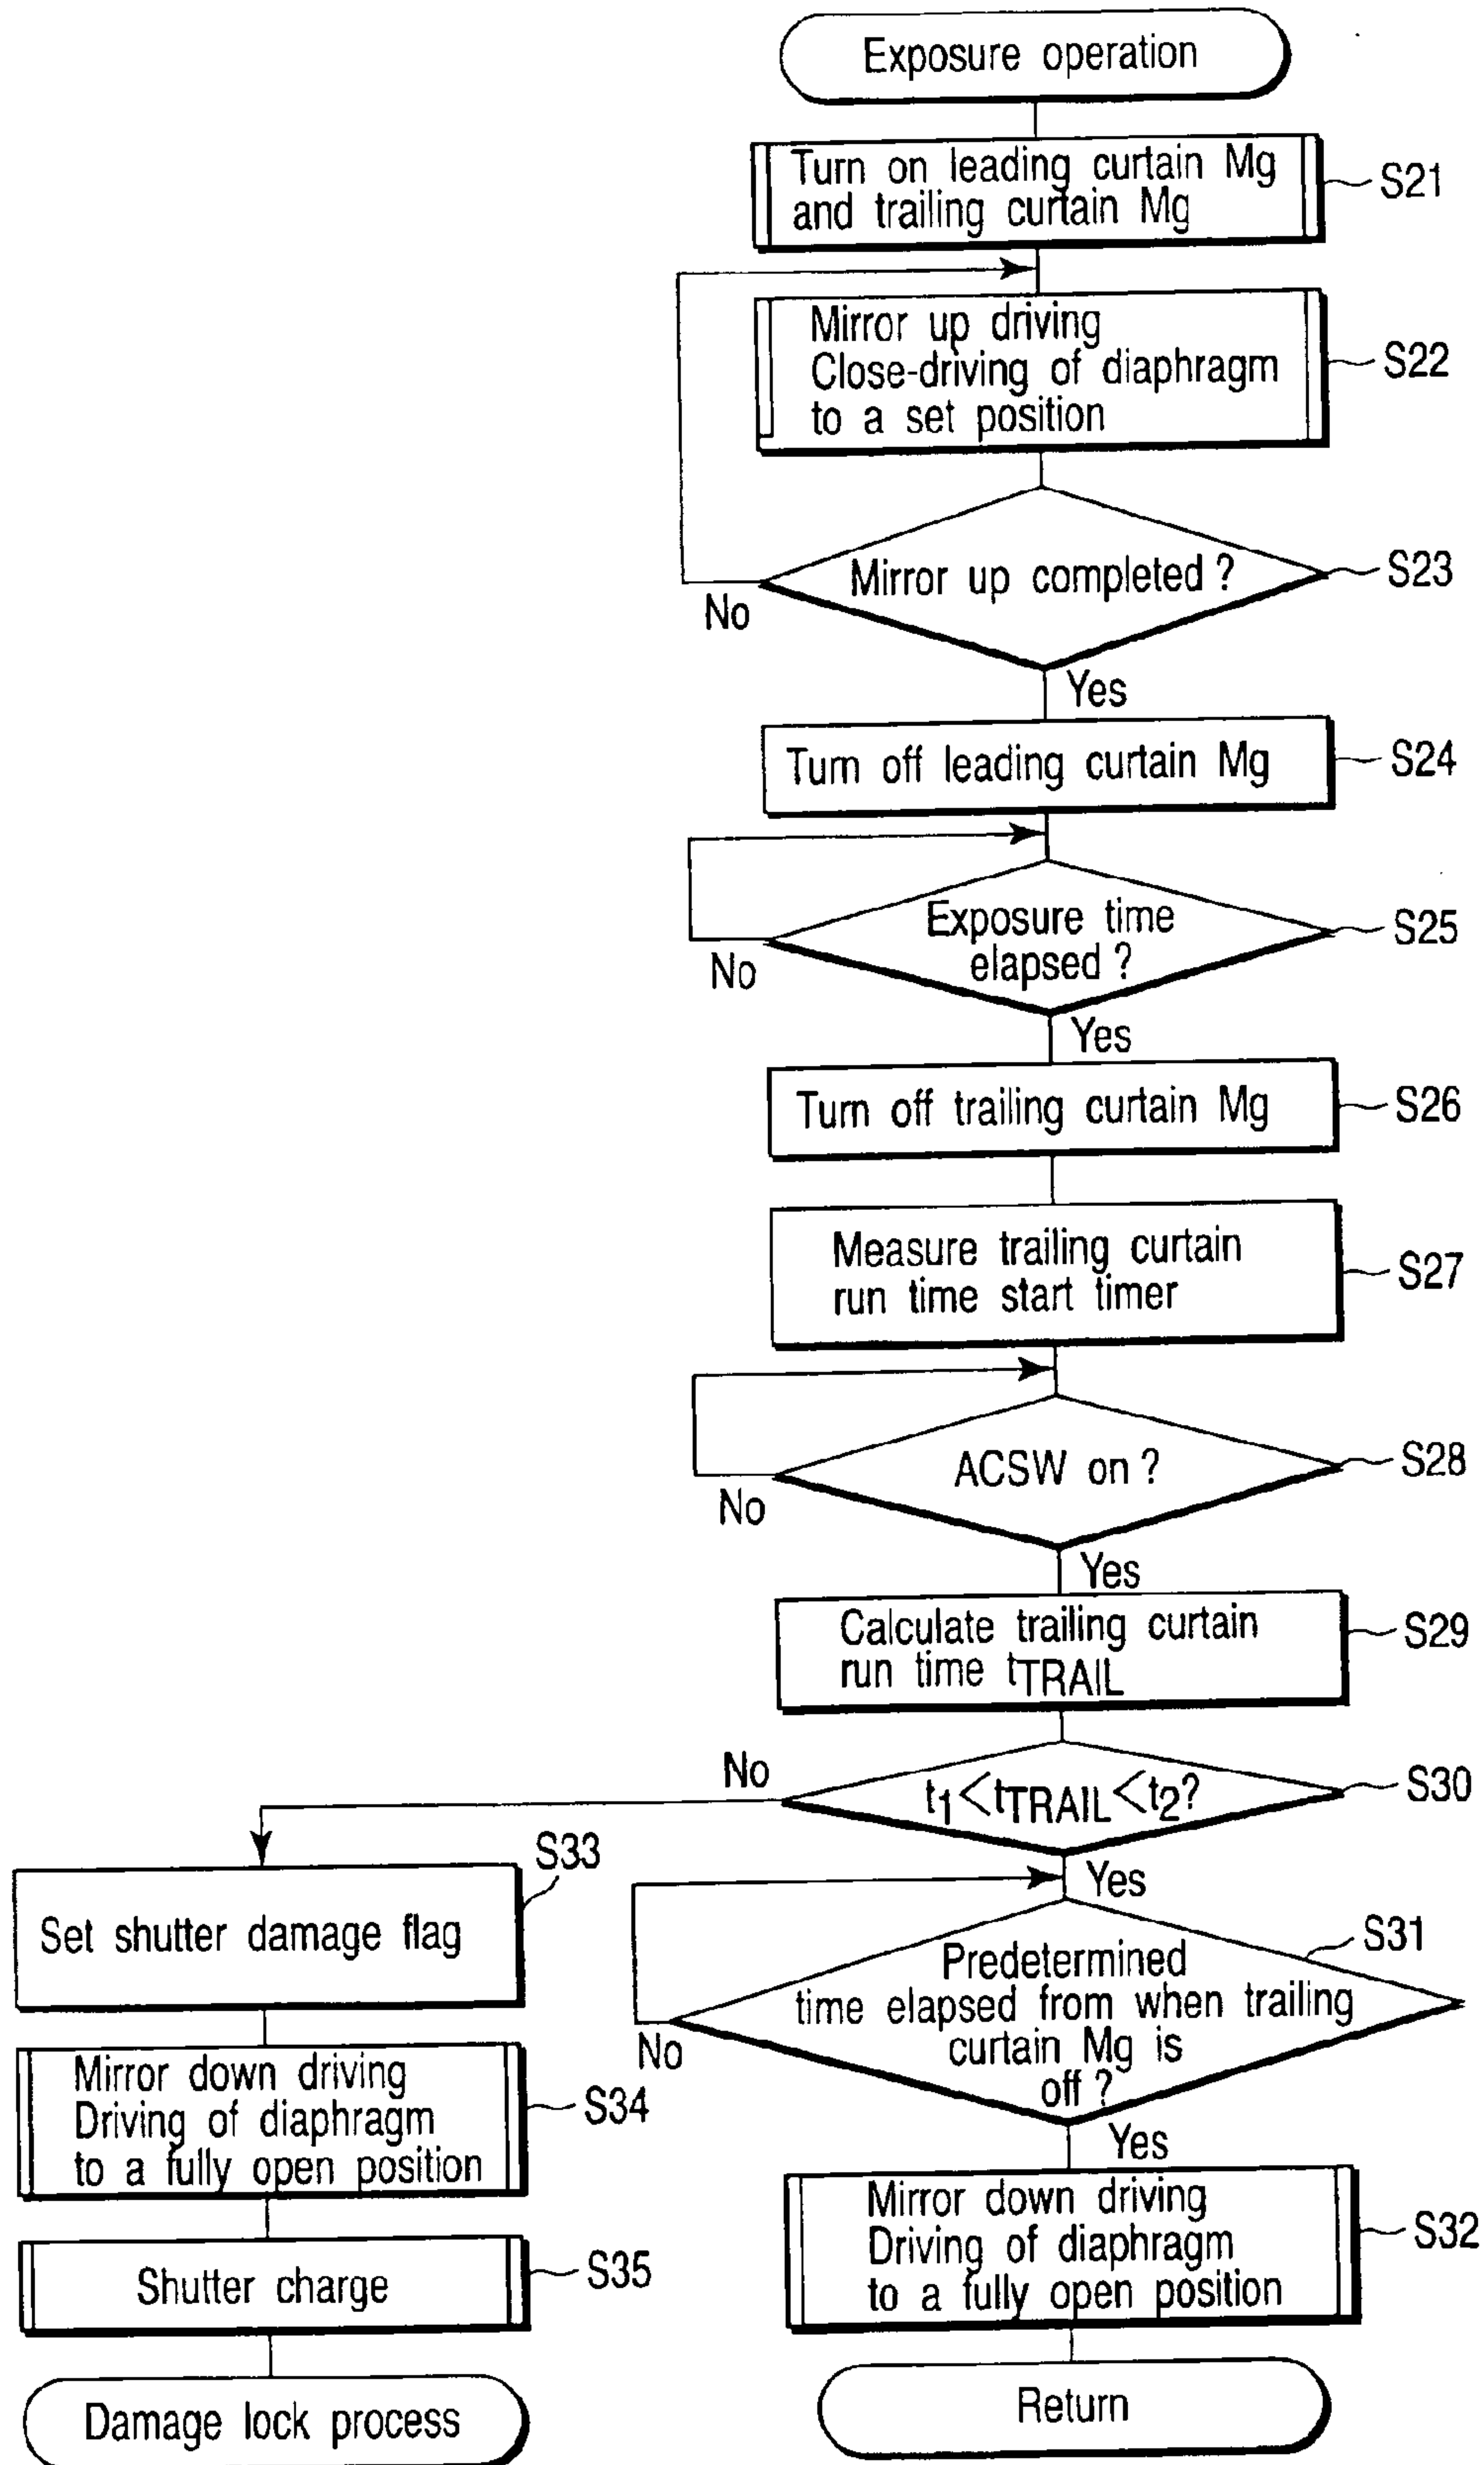 Exposure operation
Turn on leading curtain Mg
and trailing curtain Mg
S21
Mirror up driving
Close-driving of diaphragm
to a set position
S22
Mirror up completed ?
S23
No
Yes
Turn off leading curtain Mg
S24
Exposure time
elapsed ?
S25
No
Yes
Turn off trailing curtain Mg
S26
Measure trailing curtain
run time start timer
S27
ACSW on ?
S28
No
Yes
Calculate trailing curtain
run time tTRAIL
S29
No
t1<tTRAIL<t2?
S30
Yes
S33
Set shutter damage flag
Predetermined
time elapsed from when trailing
curtain Mg is
off ?
S31
No
Yes
Mirror down driving
Driving of diaphragm
to a fully open position
S34
Mirror down driving
Driving of diaphragm
to a fully open position
S32
Shutter charge
S35
Damage lock process
Return